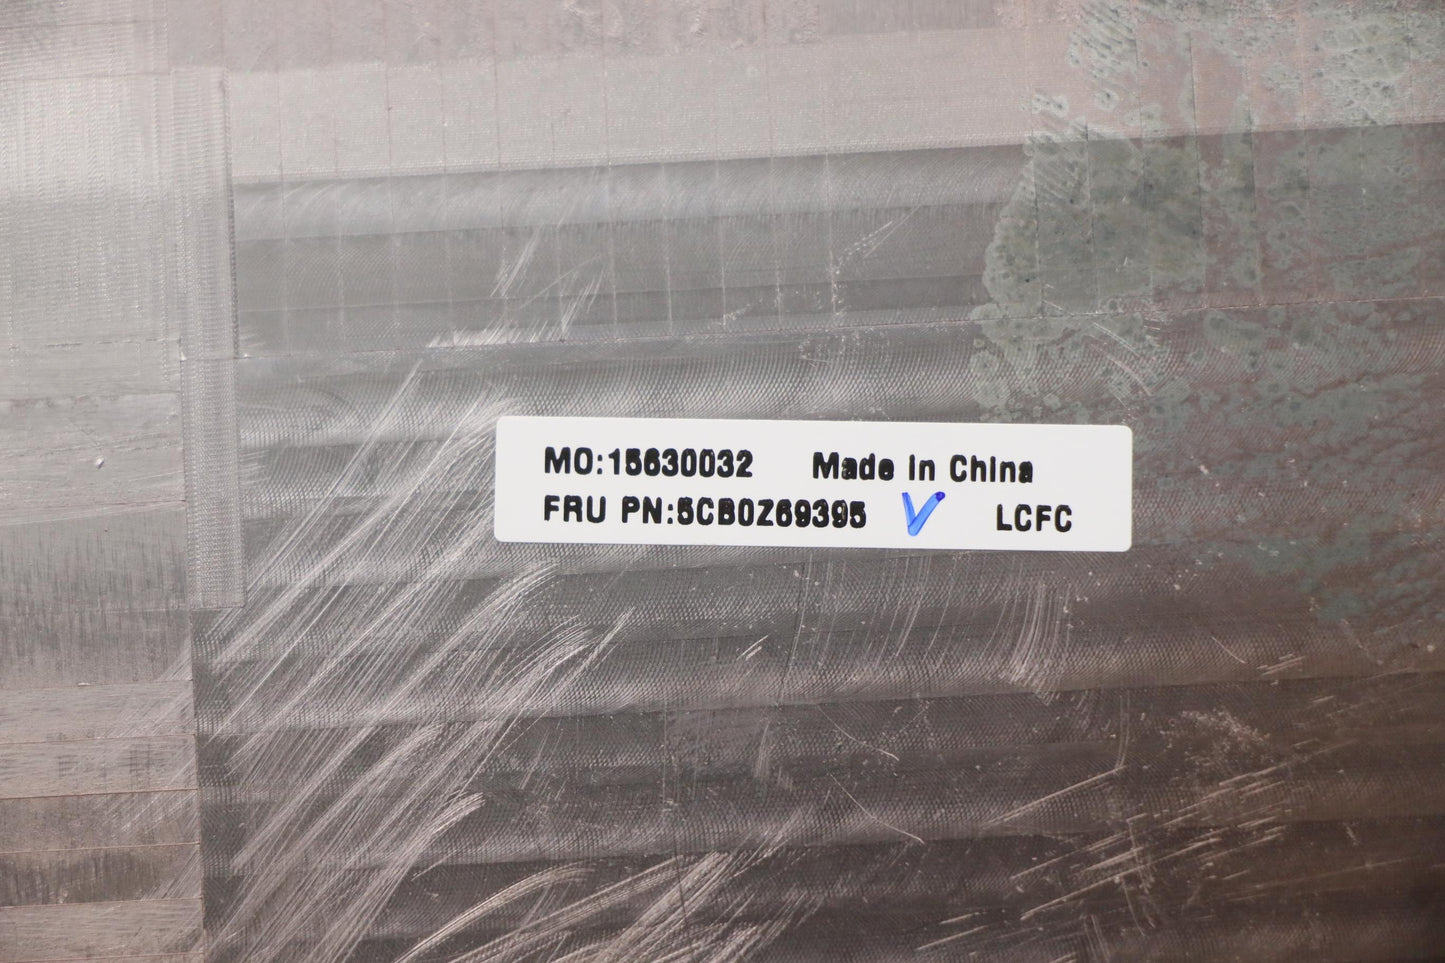 MO:15630032 Made In China
FRU PN:5CB0Z69395 LCFC